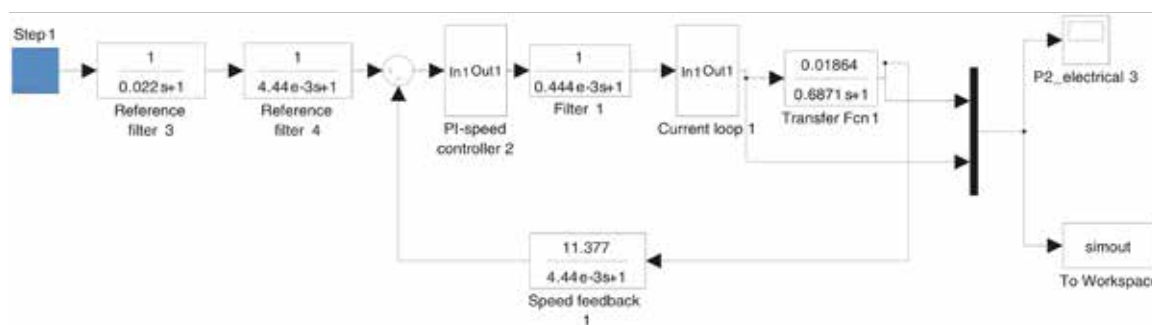 Step 1
1
0.022s+1
Reference
filter 3
1
4.44e-3s+1
Reference
filter 4
In1 Out1
PI-speed
controller 2
1
0.444e-3s+1
Filter 1
In1 Out1
Current loop 1
0.01864
0.6871s+1
Transfer Fcn 1
P2_electrical 3
simout
To Workspace
11.377
4.44e-3s+1
Speed feedback
1